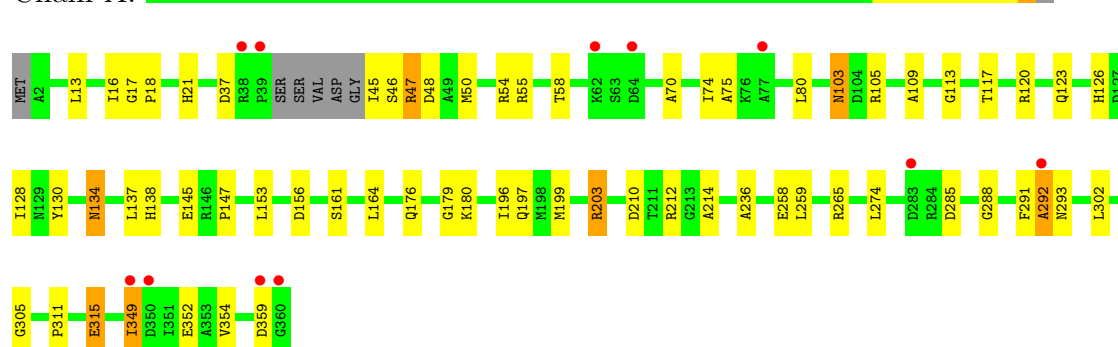 Chain A:
MET A2 L13 I16 G17 P18 H21 D37 R38 P39 SER SER VAL ASP GLY I45 S46 R47 D48 A49 M50 R54 R55 T58 K62 S63 D64 A70 I74 A75 K76 A77 L80 N103 D104 R105 A109 G113 T117 R120 Q123 H126 D127
I128 N129 Y130 N134 L137 H138 E145 R146 P147 L153 D156 S161 L164 Q176 G179 K180 I196 Q197 M198 M199 R203 D210 T211 R212 G213 A214 A236 E258 L259 R265 L274 D283 R284 D285 G288 F291 A292 N293 L302
G305 P311 E315 I349 D350 I351 E352 A353 V354 D359 G360